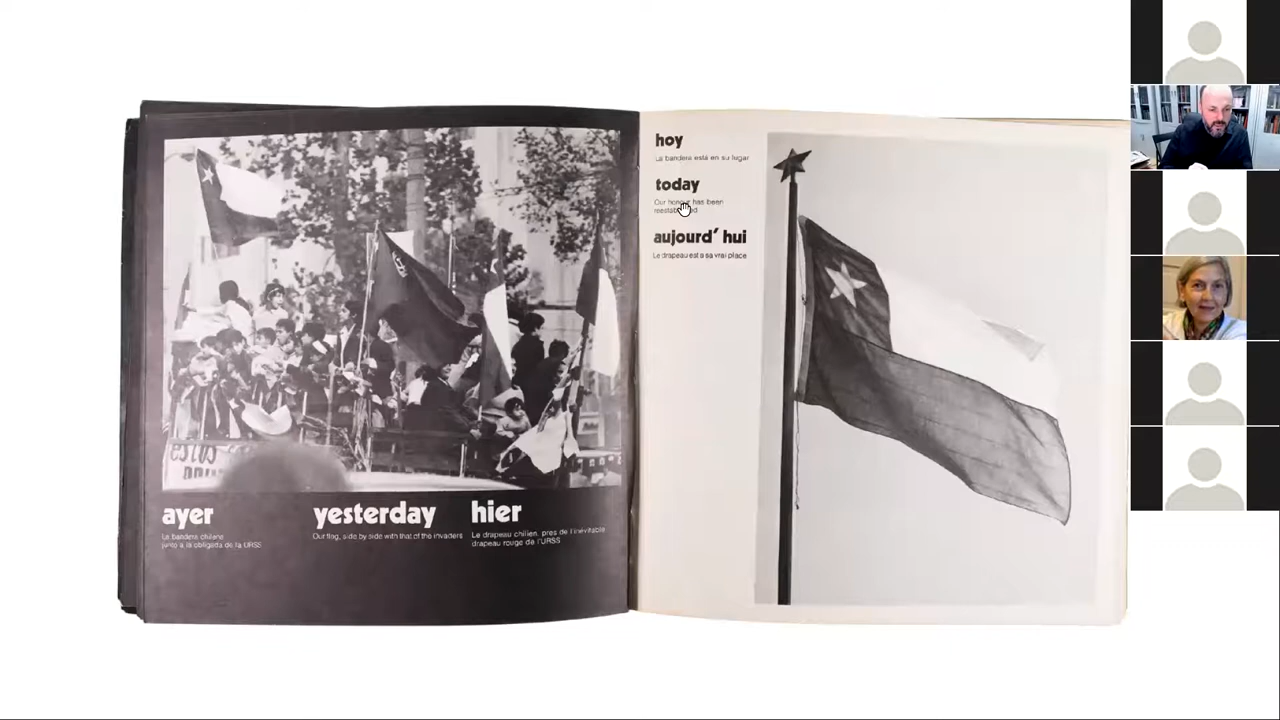 ayer
La bandera chilena
junto a la obligada de la URSS
yesterday
Our flag, side by side with that of the invaders
hier
Le drapeau chilien, pres de l'inévitable
drapeau rouge de l'URSS
hoy
La bandera está en su lugar
today
Our honour has been
aujourd' hui
Le drapeau est a sa vrai place